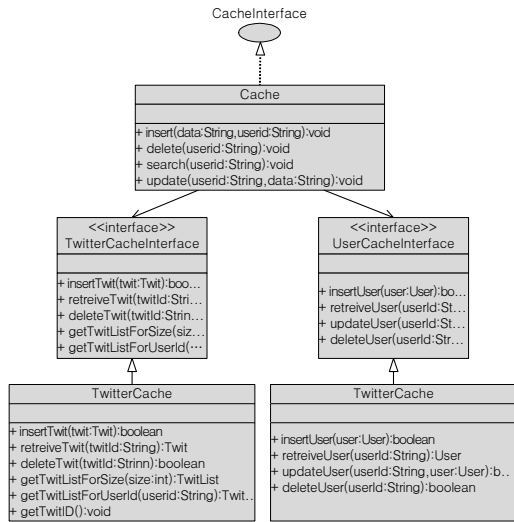 CacheInterface
Cache
+ insert(data:String,userid:String):void
+ delete(userid:String):void
+ search(userid:String):void
+ update(userid:String,data:String):void
<<interface>>
TwitterCacheInterface
+ insertTwit(twit:Twit):boo...
+ retreiveTwit(twitId:Stri...
+ deleteTwit(twitId:Strin...
+ getTwitListForSize(siz...
+ getTwitListForUserId(...
<<interface>>
UserCacheInterface
+ insertUser(user:User):bo...
+ retreiveUser(userId:St...
+ updateUser(userId:St...
+ deleteUser(userId:Str...
TwitterCache
+ insertTwit(twit:Twit):boolean
+ retreiveTwit(twitId:String):Twit
+ deleteTwit(twitId:Strinn):boolean
+ getTwitListForSize(size:int):TwitList
+ getTwitListForUserId(userid:String):Twit..
+ getTwitID():void
TwitterCache
+ insertUser(user:User):boolean
+ retreiveUser(userId:String):User
+ updateUser(userId:String,user:User):b..
+ deleteUser(userId:String):boolean